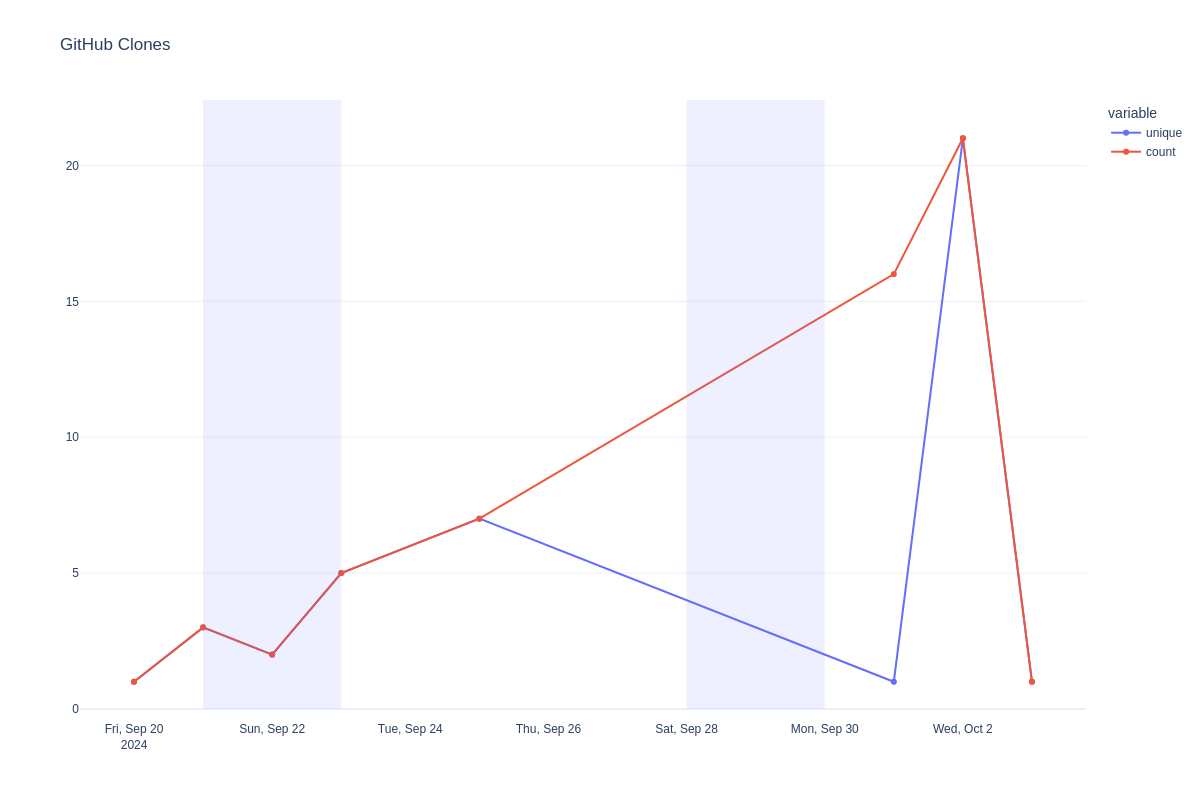 GitHub Clones
variable
unique
count
20
15
10
5
0
Fri, Sep 20
2024
Sun, Sep 22
Tue, Sep 24
Thu, Sep 26
Sat, Sep 28
Mon, Sep 30
Wed, Oct 2